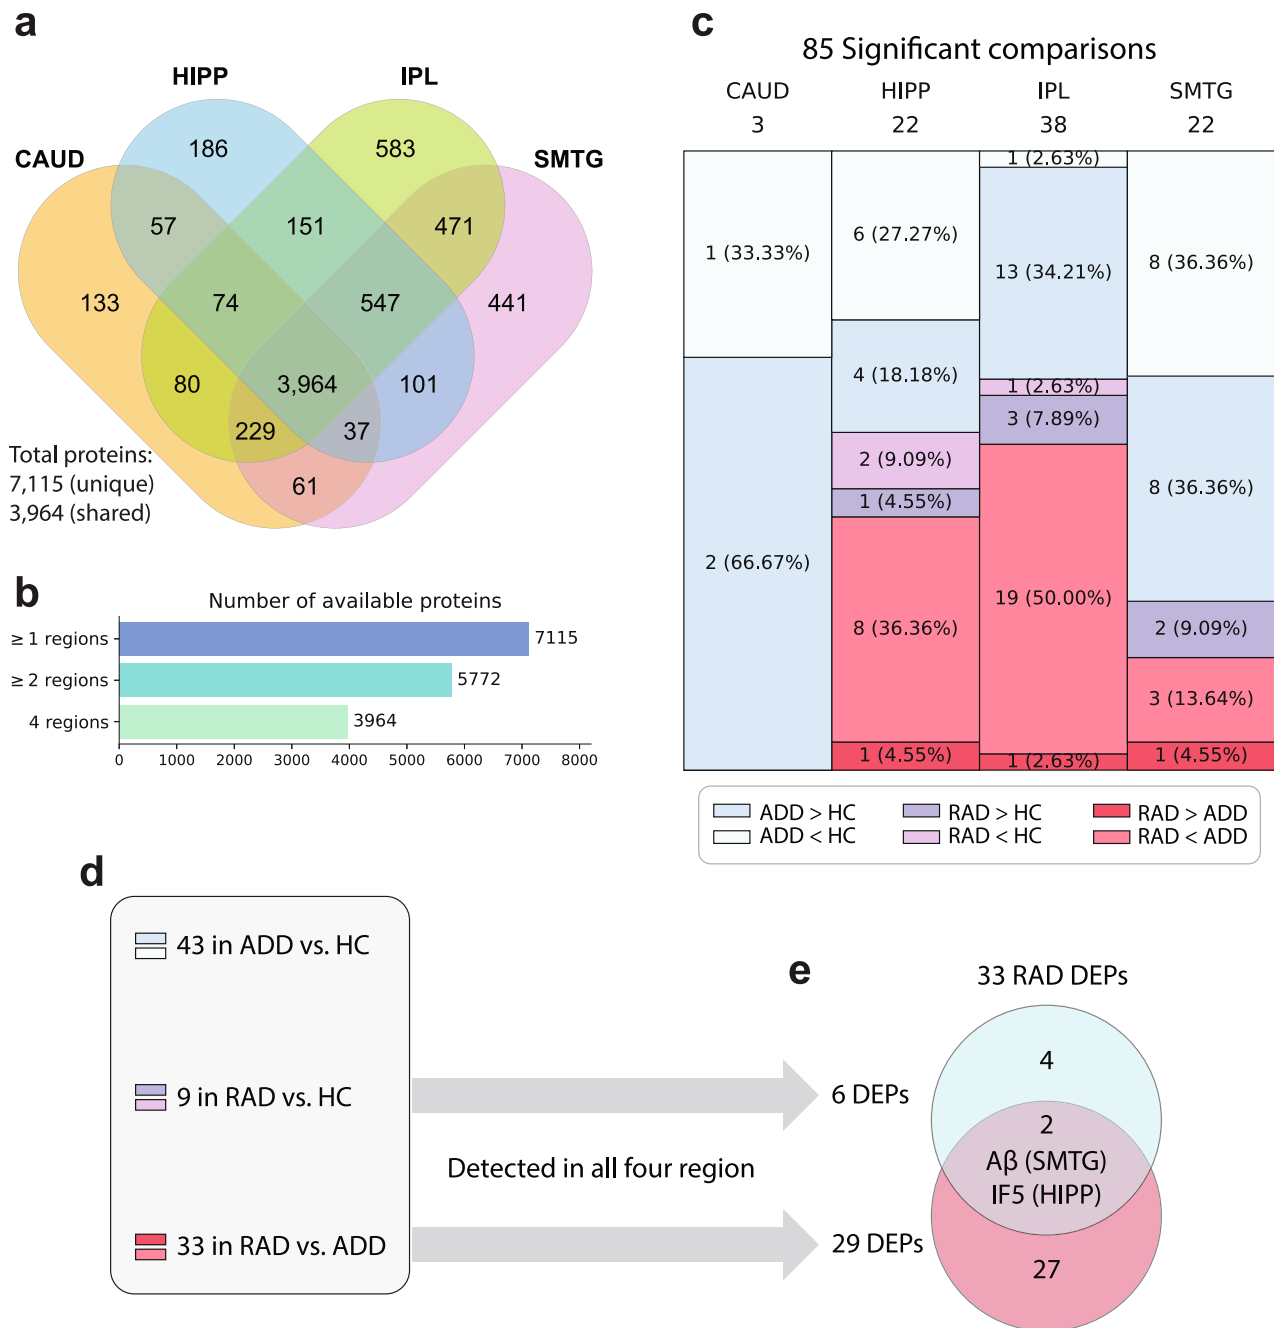 a
HIPP
IPL
CAUD
SMTG
186
583
57
151
471
133
74
547
441
80
3,964
101
229
37
61
Total proteins:
7,115 (unique)
3,964 (shared)
b
Number of available proteins
≥ 1 regions
7115
≥ 2 regions
5772
4 regions
3964
0 1000 2000 3000 4000 5000 6000 7000 8000
c
85 Significant comparisons
CAUD HIPP IPL SMTG
3 22 38 22
1 (33.33%)
2 (66.67%)
6 (27.27%)
4 (18.18%)
2 (9.09%)
1 (4.55%)
8 (36.36%)
1 (4.55%)
1 (2.63%)
13 (34.21%)
1 (2.63%)
3 (7.89%)
19 (50.00%)
1 (2.63%)
8 (36.36%)
8 (36.36%)
2 (9.09%)
3 (13.64%)
1 (4.55%)
ADD > HC RAD > HC RAD > ADD
ADD < HC RAD < HC RAD < ADD
d
43 in ADD vs. HC
9 in RAD vs. HC
33 in RAD vs. ADD
Detected in all four region
6 DEPs
29 DEPs
e
33 RAD DEPs
4
2
Aβ (SMTG)
IF5 (HIPP)
27